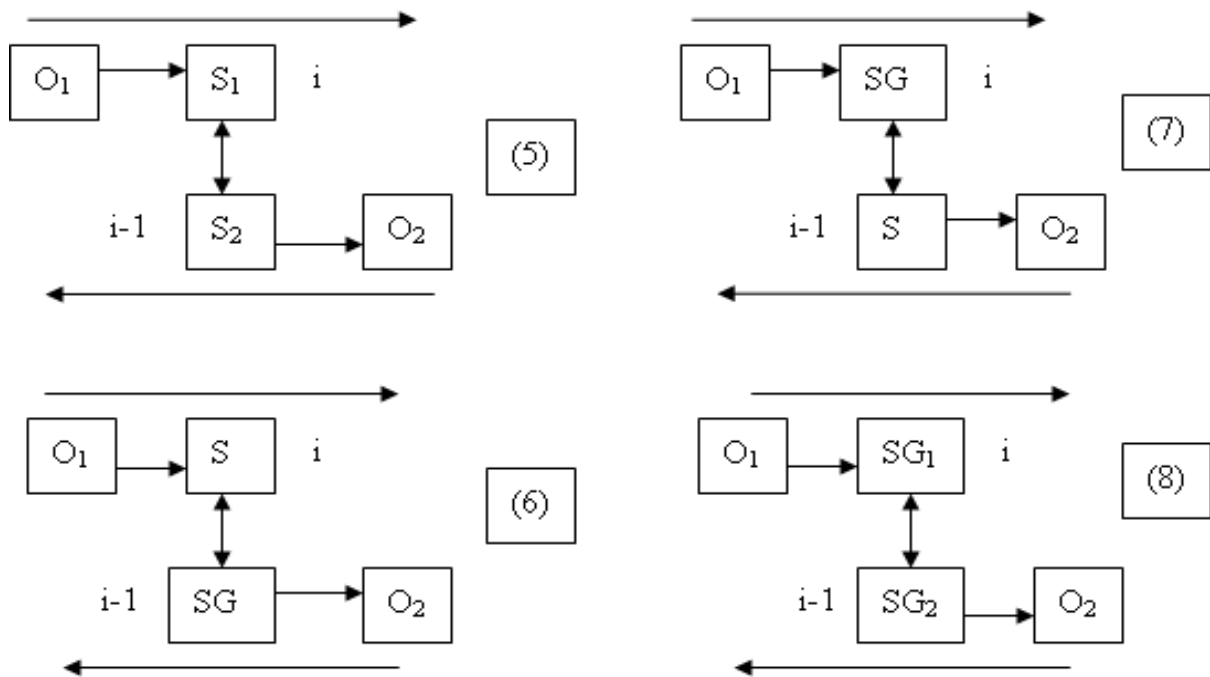 O₁ S₁ i
(5)
i-1 S₂ O₂
O₁ SG i
(7)
i-1 S O₂
O₁ S i
(6)
i-1 SG O₂
O₁ SG₁ i
(8)
i-1 SG₂ O₂